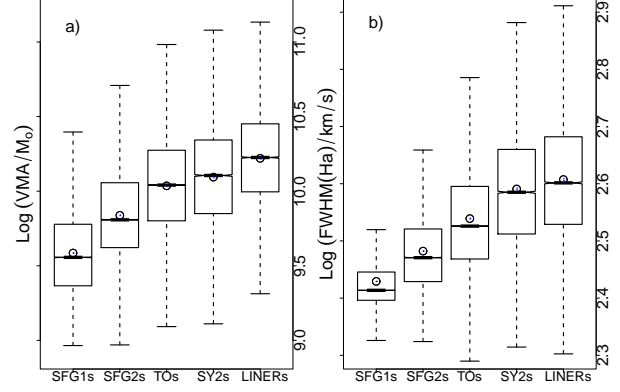 a)
Log (VMA/M₀)
9.0 9.5 10.0 10.5 11.0
SFG1s SFG2s TOs SY2s LINERs
b)
Log (FWHM(Ha)/km/s)
2.3 2.4 2.5 2.6 2.7 2.8 2.9
SFG1s SFG2s TOs SY2s LINERs